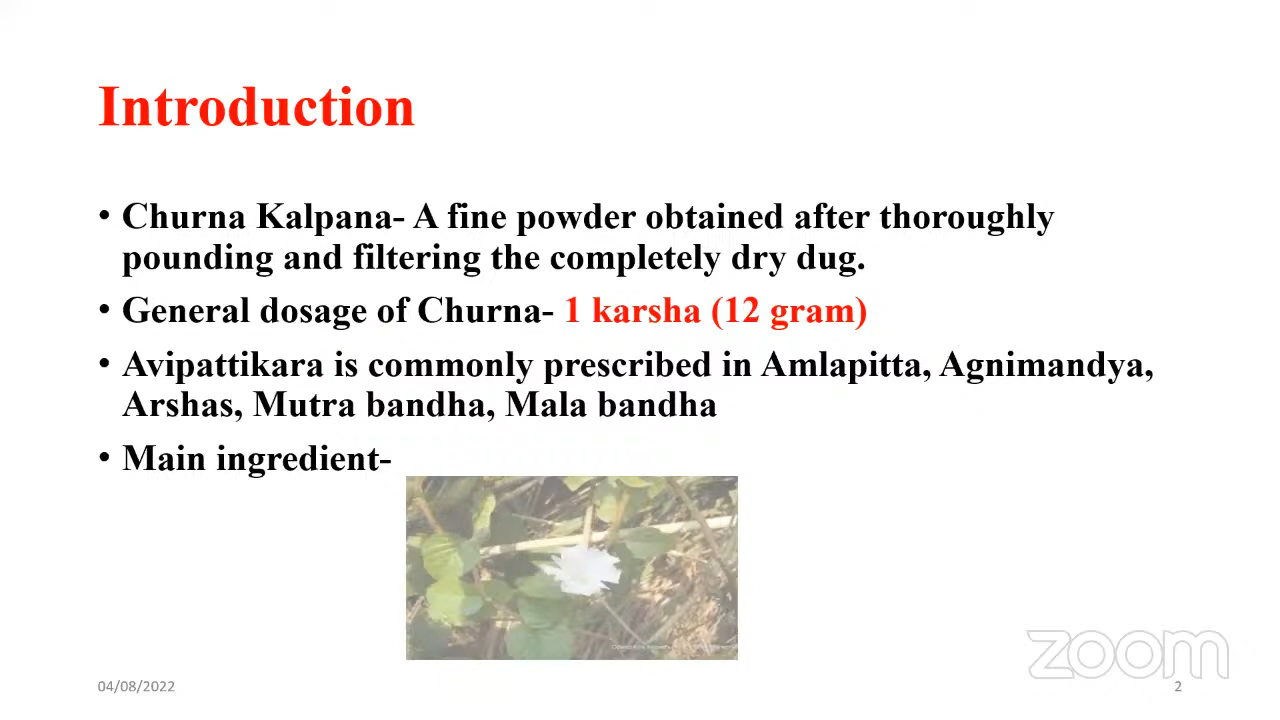 Introduction
• Churna Kalpana- A fine powder obtained after thoroughly
pounding and filtering the completely dry dug.
• General dosage of Churna- 1 karsha (12 gram)
• Avipattikara is commonly prescribed in Amlapitta, Agnimandya,
Arshas, Mutra bandha, Mala bandha
• Main ingredient-
zoom
04/08/2022
2